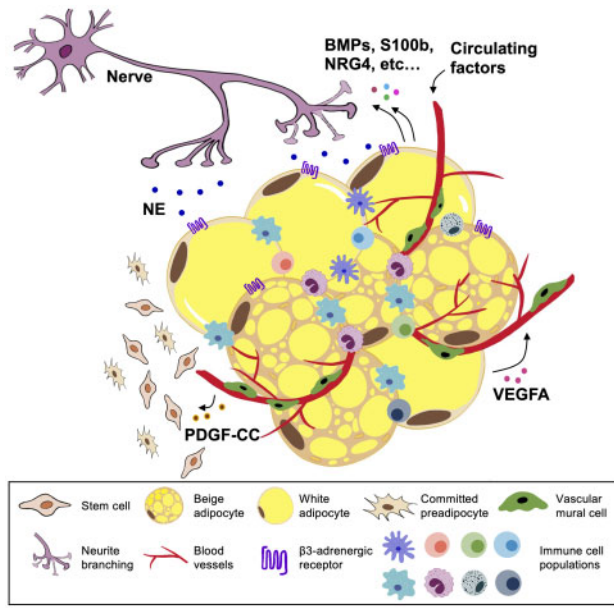 BMPs, S100b,
NRG4, etc...
Circulating
factors
Nerve
NE
VEGFA
PDGF-CC
Stem cell
Beige
adipocyte
White
adipocyte
Committed
preadipocyte
Vascular
mural cell
Neurite
branching
Blood
vessels
β3-adrenergic
receptor
Immune cell
populations